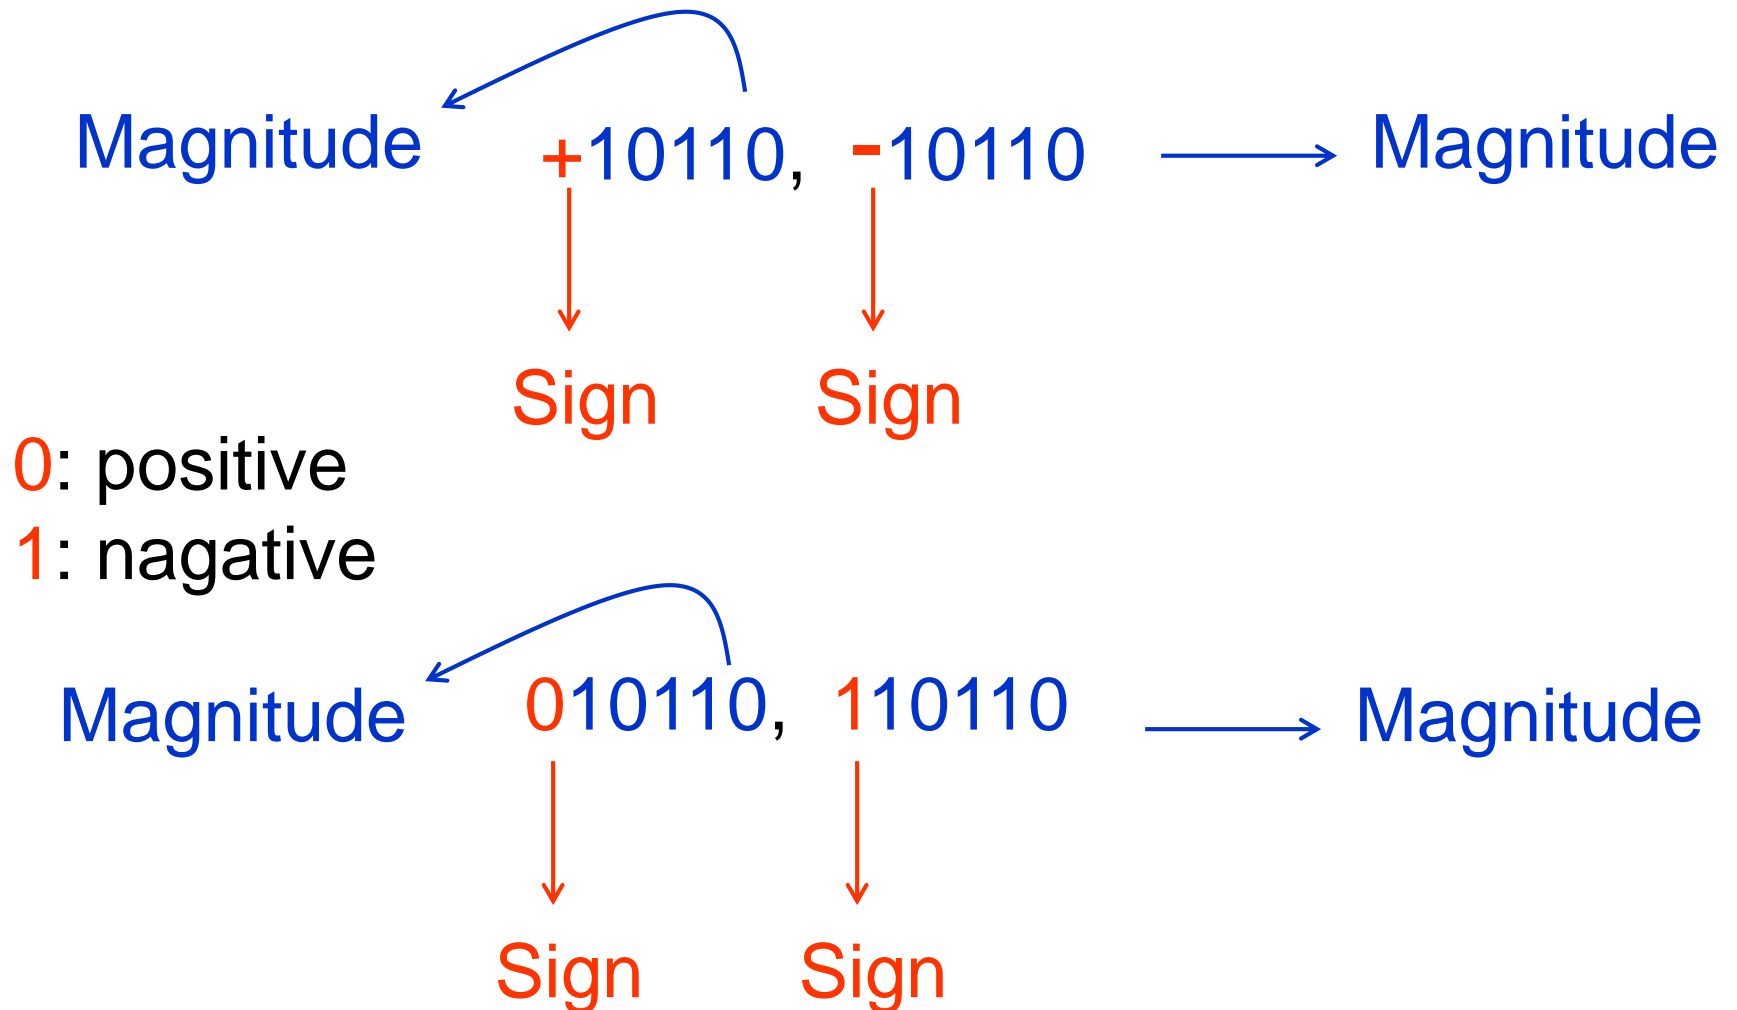 Magnitude +10110, -10110 Magnitude
Sign Sign
0: positive
1: nagative
Magnitude 010110, 110110 Magnitude
Sign Sign